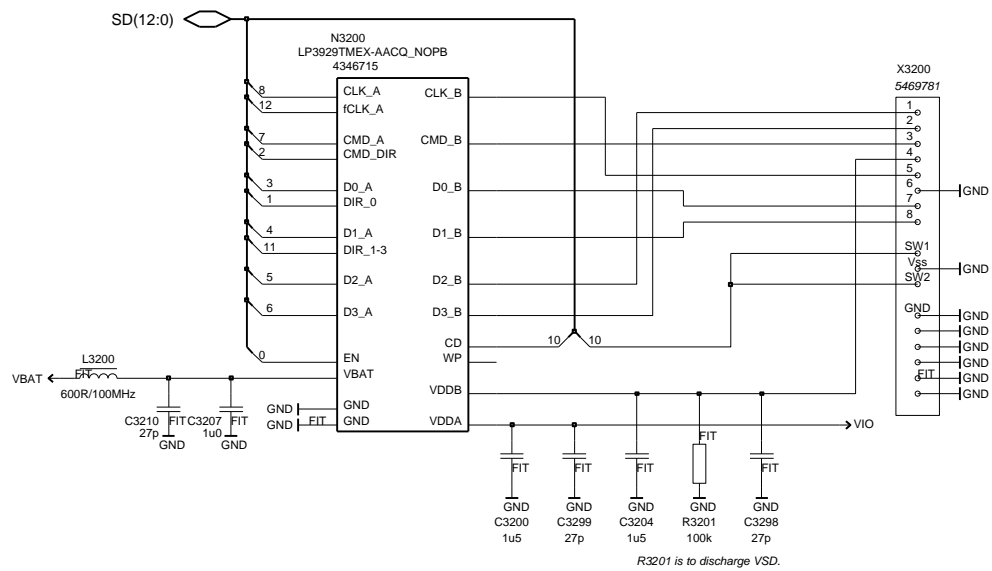 SD(12:0)
N3200
LP3929TMEX-AACQ_NOPB
4346715
X3200
5469781
8 CLK_A CLK_B 1
12 fCLK_A 2
7 CMD_A CMD_B 3
2 CMD_DIR 4
5
3 D0_A D0_B 6 GND
1 DIR_0 7
4 D1_A D1_B 8
11 DIR_1-3 SW1
Vss GND
5 D2_A D2_B SW2
6 D3_A D3_B GND GND
GND
CD 10 10 GND
0 EN WP GND
L3200
VBAT FIT VBAT FIT GND
600R/100MHz VDDB GND
C3210 FIT C3207 FIT GND GND
27p 1u0 GND FIT GND VDDA VIO
GND GND
FIT
FIT FIT FIT FIT
GND GND GND GND GND
C3200 C3299 C3204 R3201 C3298
1u5 27p 1u5 100k 27p
R3201 is to discharge VSD.